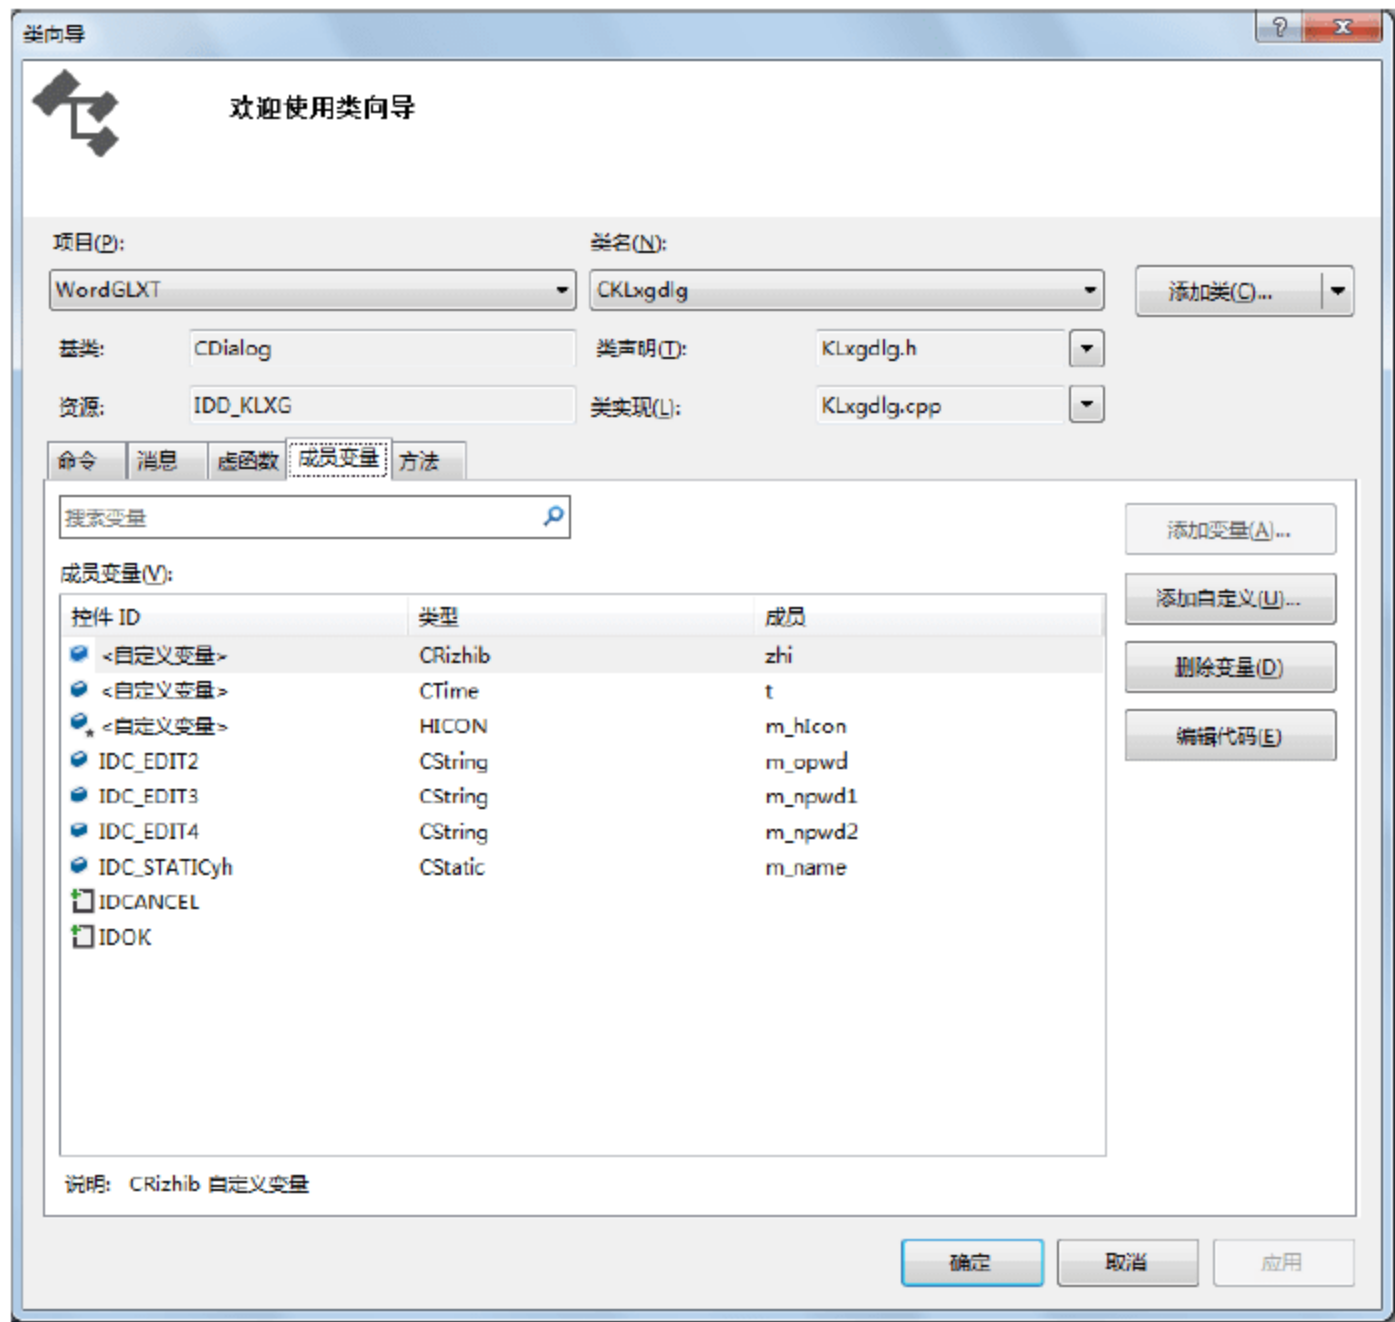 类向导
欢迎使用类向导
项目(P): 类名(N):
WordGLXT CKLxgdlg 添加类(C)...
基类: CDialog 类声明(T): KLxgdlg.h
资源: IDD_KLXG 类实现(L): KLxgdlg.cpp
命令 消息 虚函数 成员变量 方法
搜索变量 添加变量(A)...
成员变量(V):
添加自定义(U)...
控件 ID 类型 成员
<自定义变量> CRizhib zhi
删除变量(D)
<自定义变量> CTime t
<自定义变量> HICON m_hIcon
编辑代码(E)
IDC_EDIT2 CString m_opwd
IDC_EDIT3 CString m_npwd1
IDC_EDIT4 CString m_npwd2
IDC_STATICyh CStatic m_name
IDCANCEL
IDOK
说明: CRizhib 自定义变量
确定 取消 应用